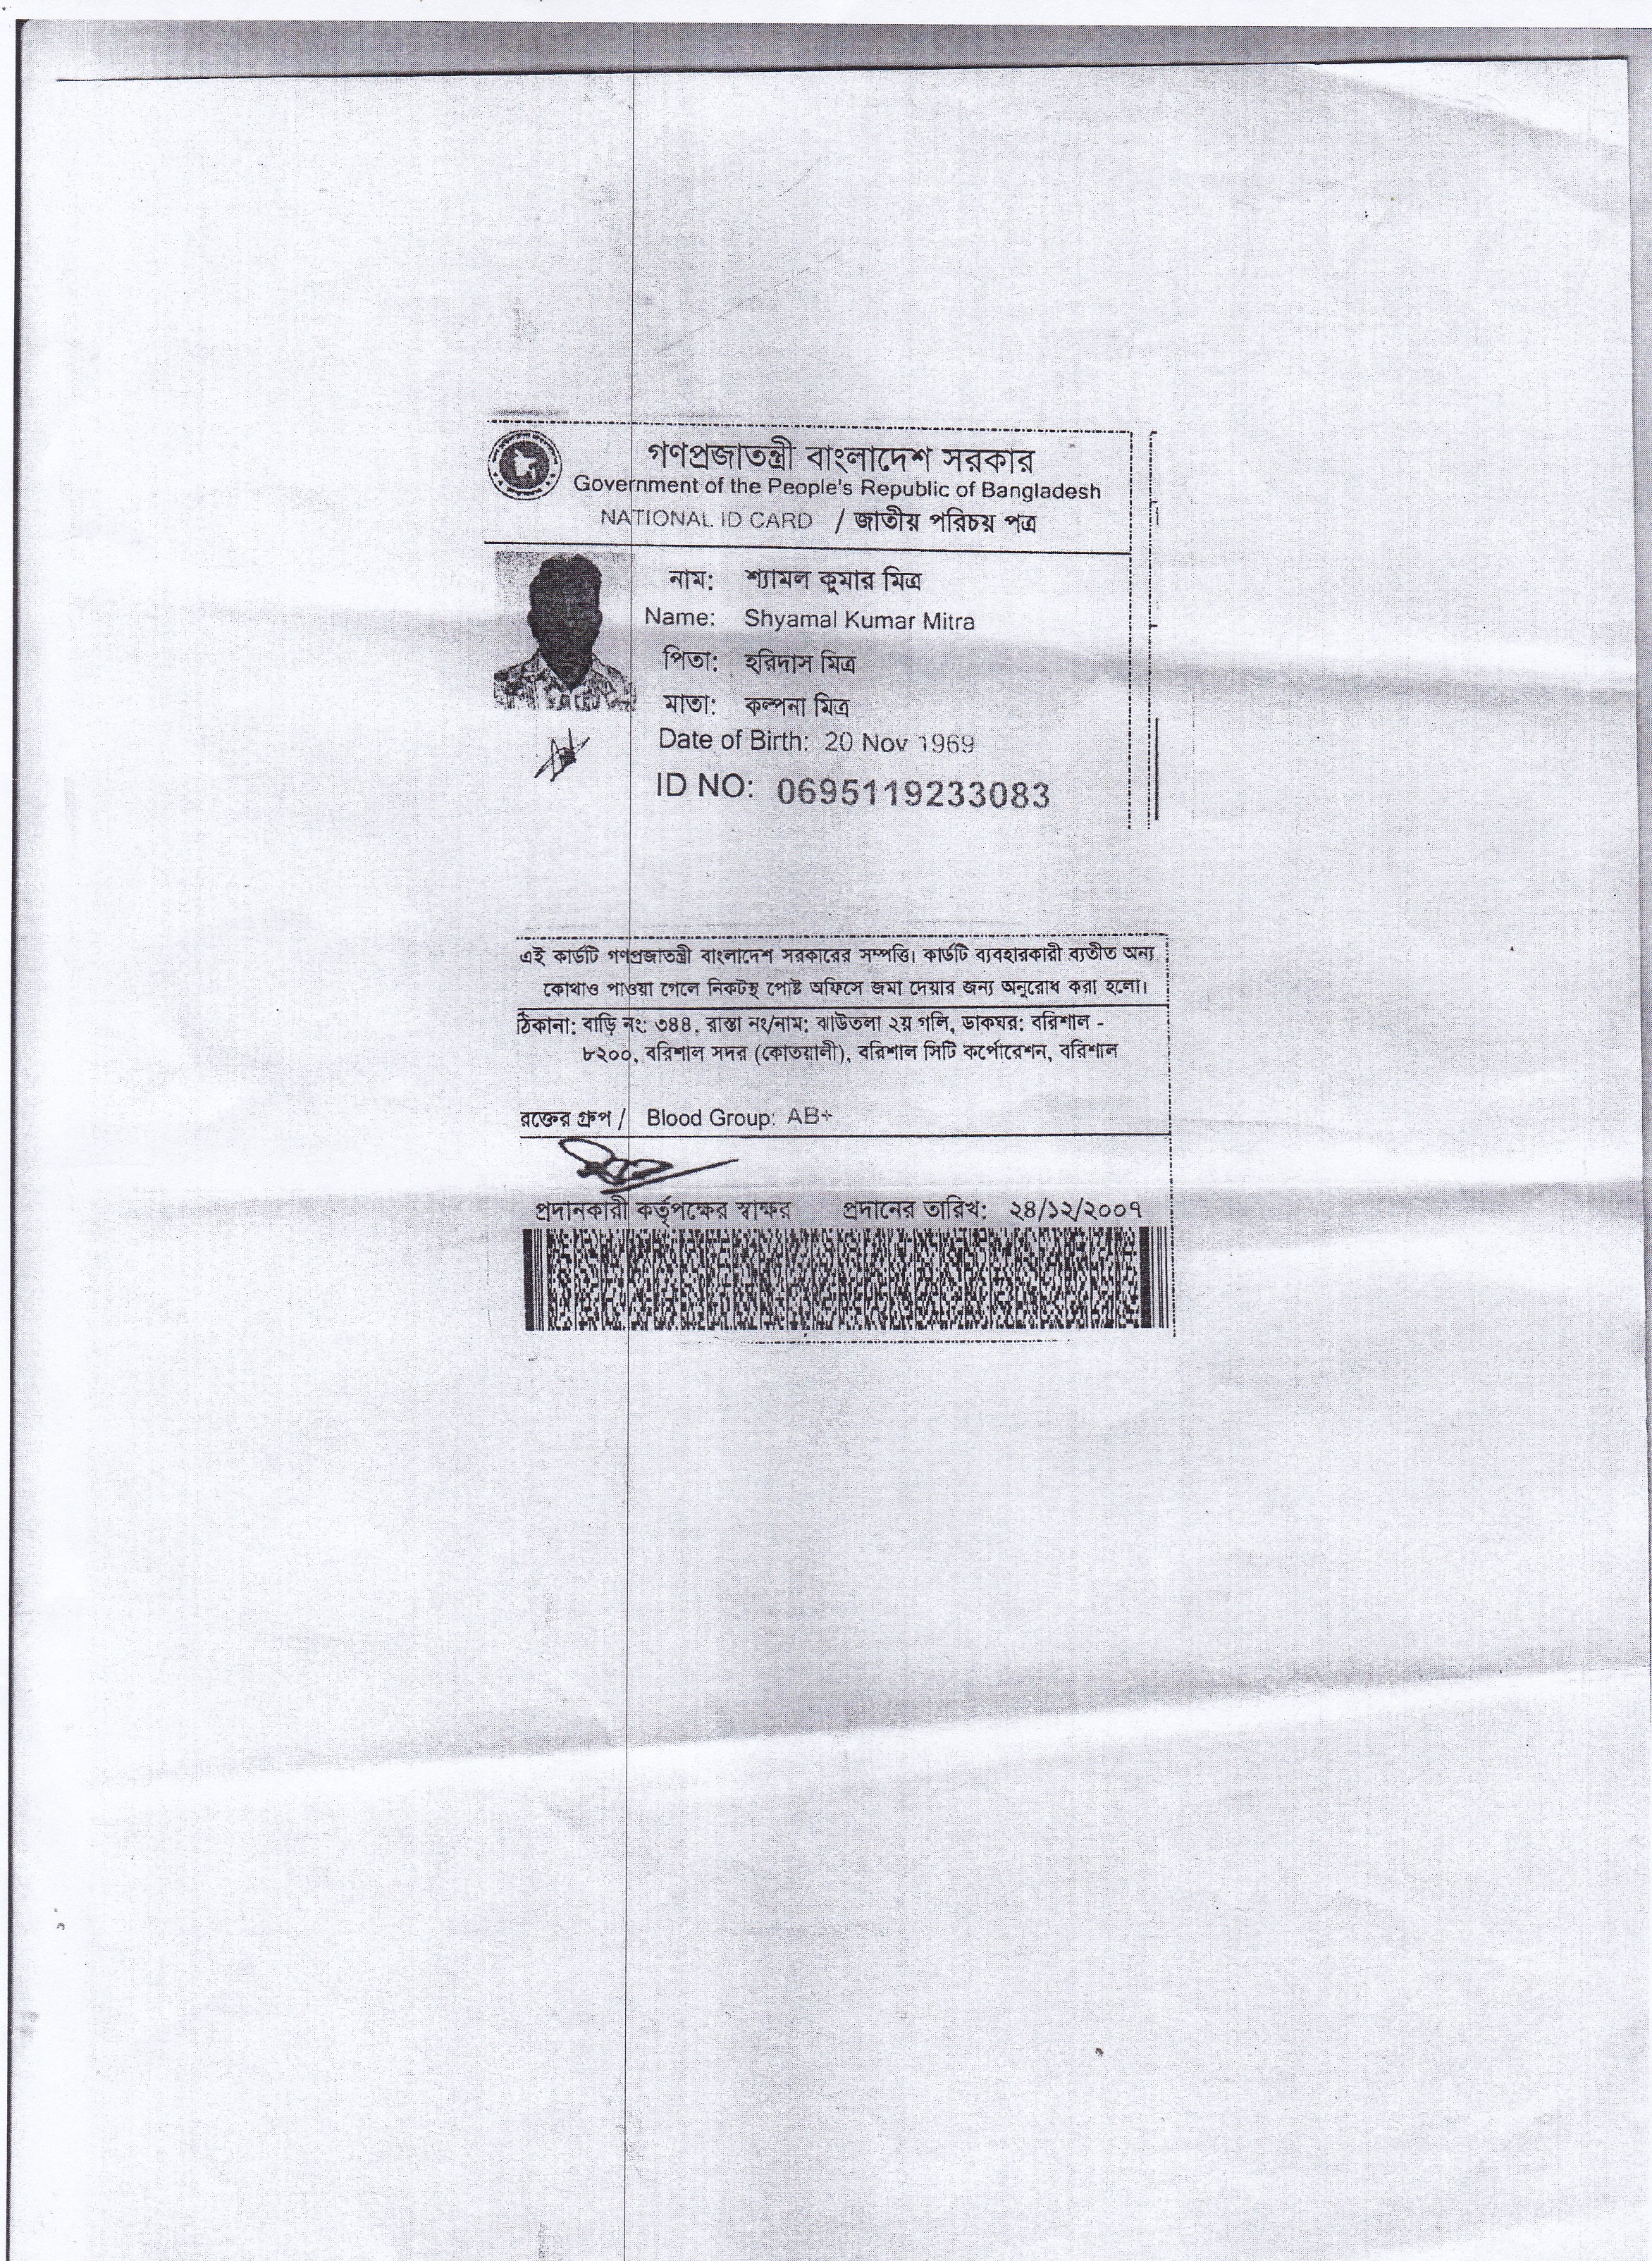 গণপ্রজাতন্ত্রী বাংলাদেশ সরকার
Government of the People's Republic of Bangladesh
NATIONAL ID CARD / জাতীয় পরিচয় পত্র
নাম: শ্যামল কুমার মিত্র
Name: Shyamal Kumar Mitra
পিতা: হরিদাস মিত্র
মাতা: কল্পনা মিত্র
Date of Birth: 20 Nov 1969
ID NO: 0695119233083
এই কার্ডটি গণপ্রজাতন্ত্রী বাংলাদেশ সরকারের সম্পত্তি। কার্ডটি ব্যবহারকারী ব্যতীত অন্য
কোথাও পাওয়া গেলে নিকটস্থ পোষ্ট অফিসে জমা দেয়ার জন্য অনুরোধ করা হলো।
ঠিকানা: বাড়ি নং: ৩৪৪, রাস্তা নং/নাম: ঝাউতলা ২য় গলি, ডাকঘর: বরিশাল -
৮২০০, বরিশাল সদর (কোতয়ালী), বরিশাল সিটি কর্পোরেশন, বরিশাল
রক্তের গ্রুপ / Blood Group: AB+
প্রদানকারী কর্তৃপক্ষের স্বাক্ষর প্রদানের তারিখ: ২৪/১২/২০০৭